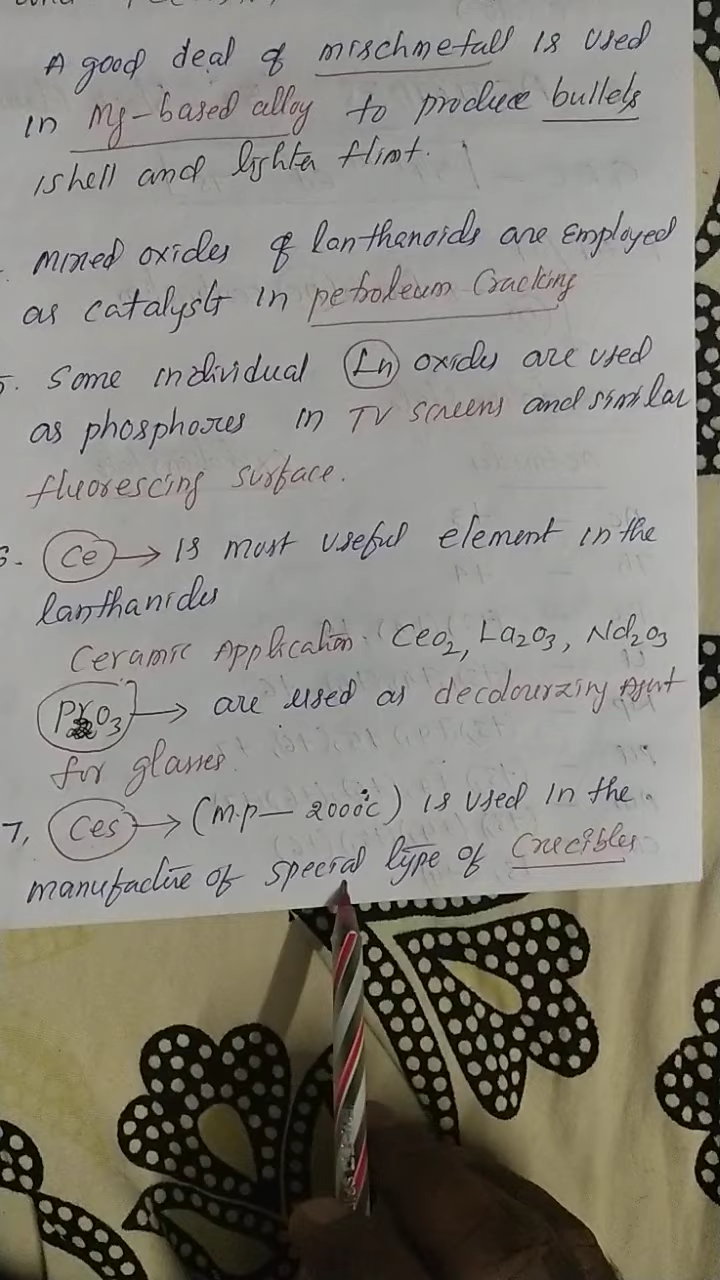 A good deal of mischmetall is used
in Mg-based alloy to produce bullets
shell and lighter flint.
mixed oxides of lanthanoids are Employed
as catalysts in petroleum Cracking
5. Some individual Ln oxides are used
as phosphores in TV screens and similar
fluorescing surface.
6. Ce → is most useful element in the
lanthanides
Ceramic Application. CeO2, La2O3, Nd2O3
Pr2O3 → are used as decolourzing Agent
for glasses
7, Ces → (m.p— 2000°c) is used in the
manufactire of special type of Crucibles